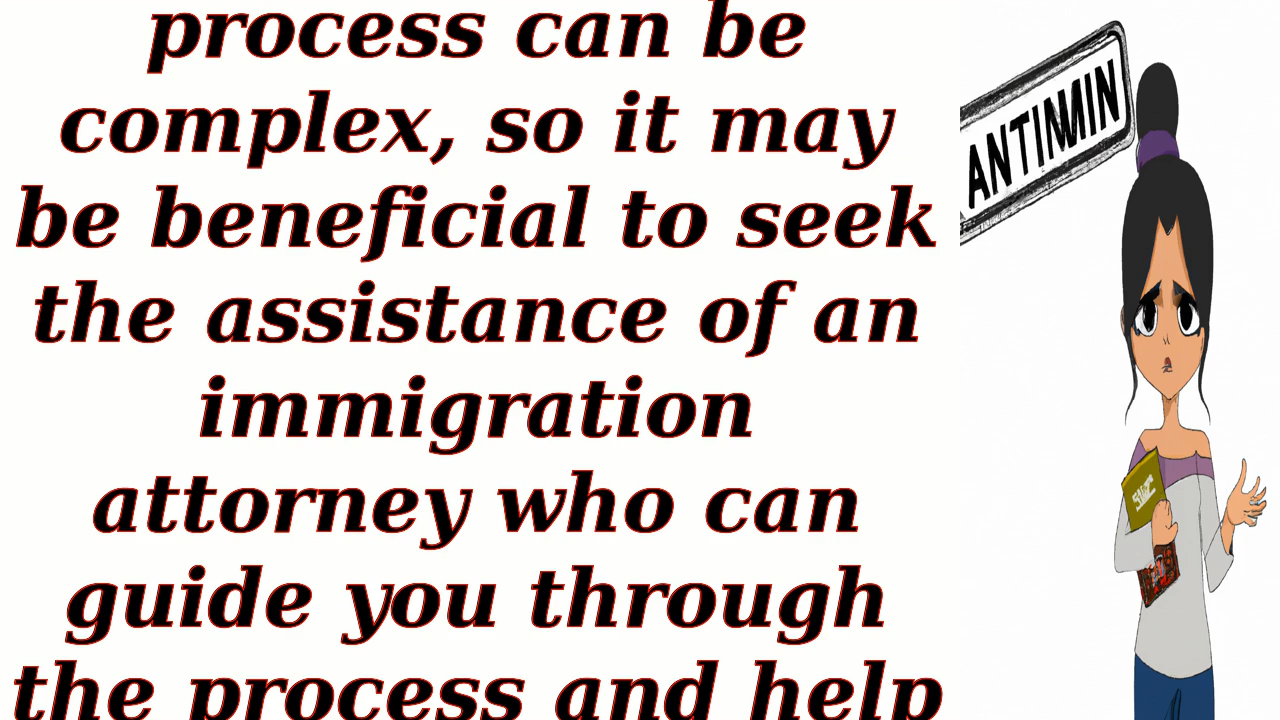 process can be
complex, so it may
be beneficial to seek
the assistance of an
immigration
attorney who can
guide you through
the process and help